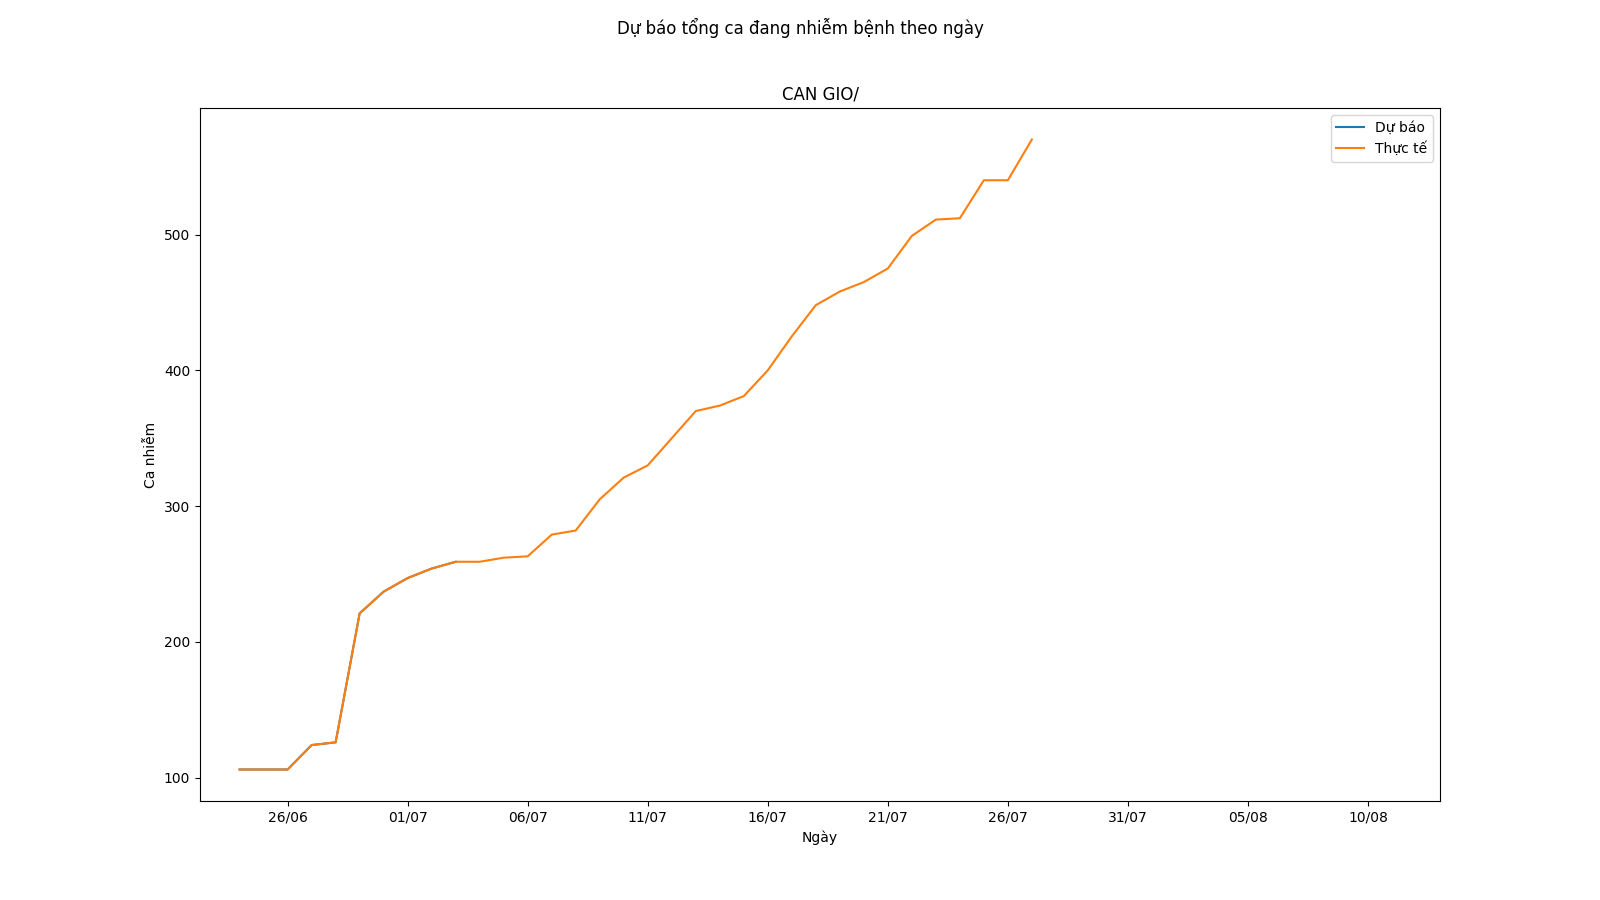 Dự báo tổng ca đang nhiễm bệnh theo ngày
CAN GIO/
Dự báo
Thực tế
Ca nhiễm
500
400
300
200
100
26/06 01/07 06/07 11/07 16/07 21/07 26/07 31/07 05/08 10/08
Ngày